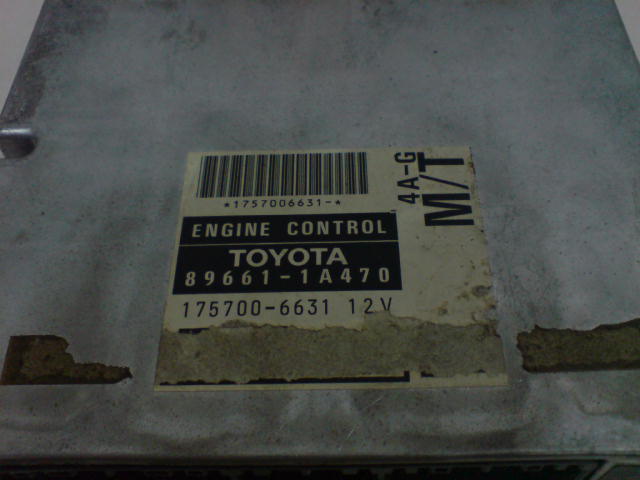 *1757006631-*
ENGINE CONTROL
TOYOTA
89661-1A470
175700-6631 12V
4A-G
M/T